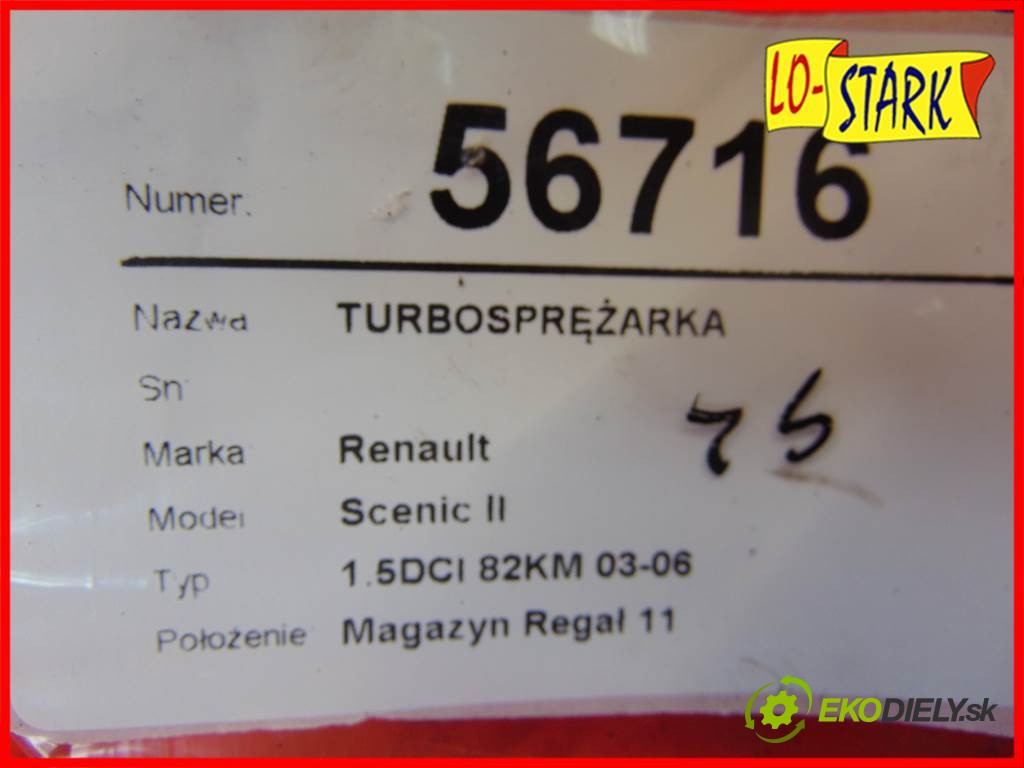 LO-STARK
Numer. 56716
Nazwa TURBOSPRĘŻARKA
Sn
75
Marka Renault
Model Scenic II
Typ 1.5DCI 82KM 03-06
Położenie Magazyn Regał 11
EKODIELY.sk